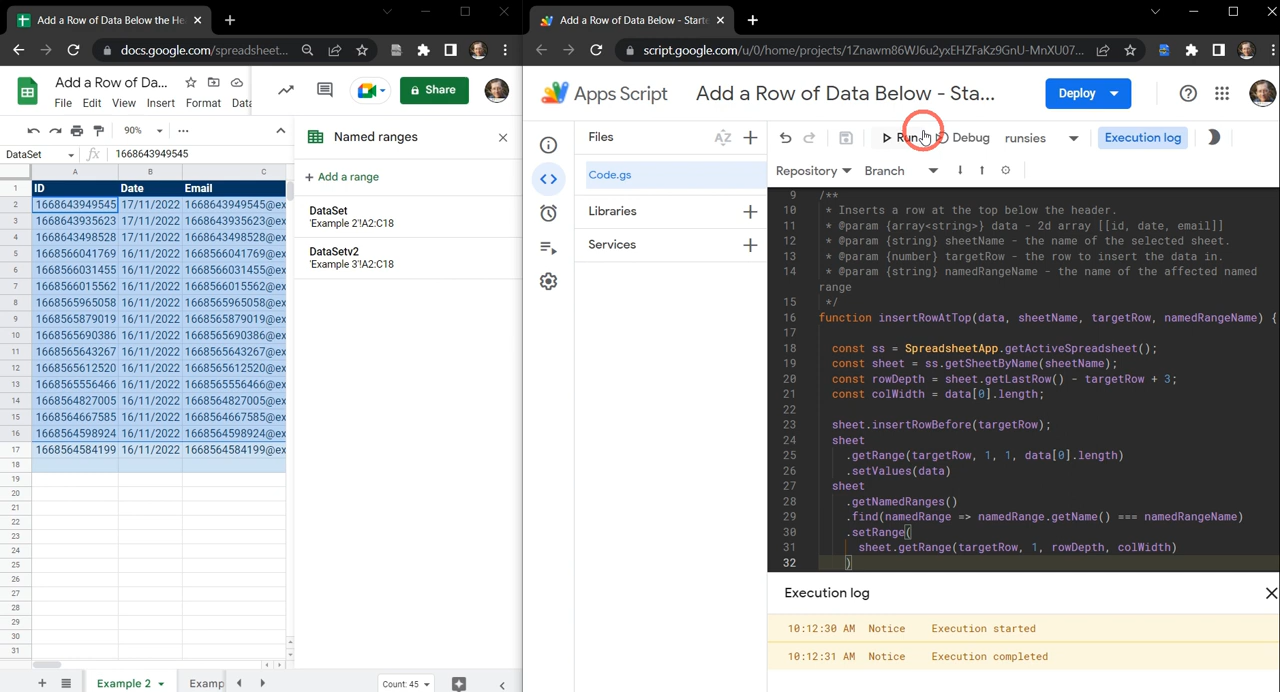 Add a Row of Data Below the He
docs.google.com/spreadsheet...
Add a Row of Da...
File Edit View Insert Format Data
Share
90%
DataSet
fx 1668643949545
A B C
1 ID Date Email
2 1668643949545 17/11/2022 1668643949545@ex
3 1668643935623 17/11/2022 1668643935623@ex
4 1668643498528 17/11/2022 1668643498528@ex
5 1668566041769 16/11/2022 1668566041769@ex
6 1668566031455 16/11/2022 1668566031455@ex
7 1668566015562 16/11/2022 1668566015562@ex
8 1668565965058 16/11/2022 1668565965058@ex
9 1668565879019 16/11/2022 1668565879019@ex
10 1668565690386 16/11/2022 1668565690386@ex
11 1668565643267 16/11/2022 1668565643267@ex
12 1668565612520 16/11/2022 1668565612520@ex
13 1668565556466 16/11/2022 1668565556466@ex
14 1668564827005 16/11/2022 1668564827005@ex
15 1668564667585 16/11/2022 1668564667585@ex
16 1668564598924 16/11/2022 1668564598924@ex
17 1668564584199 16/11/2022 1668564584199@ex
18
19
20
21
22
23
24
25
26
27
28
29
30
31
Named ranges
+ Add a range
DataSet
'Example 2'!A2:C18
DataSetv2
'Example 3'!A2:C18
Example 2
Examp
Count: 45
Add a Row of Data Below - Starte
script.google.com/u/0/home/projects/1Znawm86WJ6u2yxEHZFaKz9GnU-MnXU07...
Apps Script
Add a Row of Data Below - Sta...
Deploy
Files
AZ
Code.gs
Libraries
Services
Run Debug runsies Execution log
Repository Branch
9 /**
10 * Inserts a row at the top below the header.
11 * @param {array<string>} data - 2d array [[id, date, email]]
12 * @param {string} sheetName - the name of the selected sheet.
13 * @param {number} targetRow - the row to insert the data in.
14 * @param {string} namedRangeName - the name of the affected named
range
15 */
16 function insertRowAtTop(data, sheetName, targetRow, namedRangeName) {
17
18 const ss = SpreadsheetApp.getActiveSpreadsheet();
19 const sheet = ss.getSheetByName(sheetName);
20 const rowDepth = sheet.getLastRow() - targetRow + 3;
21 const colWidth = data[0].length;
22
23 sheet.insertRowBefore(targetRow);
24 sheet
25 .getRange(targetRow, 1, 1, data[0].length)
26 .setValues(data)
27 sheet
28 .getNamedRanges()
29 .find(namedRange => namedRange.getName() === namedRangeName)
30 .setRange(
31 sheet.getRange(targetRow, 1, rowDepth, colWidth)
32 )
Execution log
10:12:30 AM Notice Execution started
10:12:31 AM Notice Execution completed